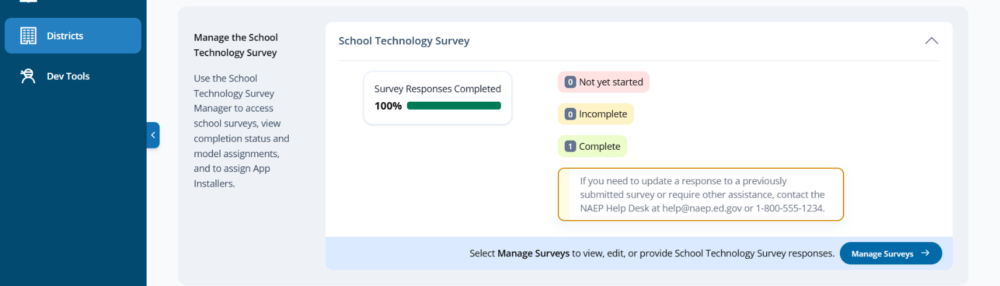 Districts
Dev Tools
Manage the School
Technology Survey
Use the School
Technology Survey
Manager to access
school surveys, view
completion status and
model assignments,
and to assign App
Installers.
School Technology Survey
Survey Responses Completed
100%
0 Not yet started
0 Incomplete
1 Complete
If you need to update a response to a previously
submitted survey or require other assistance, contact the
NAEP Help Desk at help@naep.ed.gov or 1-800-555-1234.
Select Manage Surveys to view, edit, or provide School Technology Survey responses.
Manage Surveys